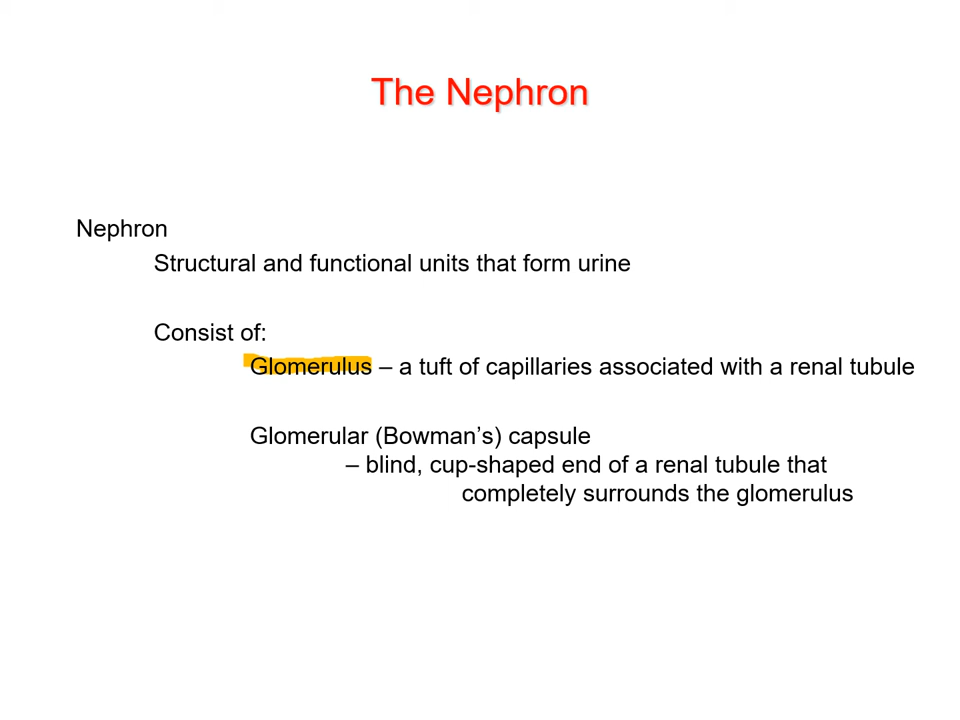 The Nephron
Nephron
Structural and functional units that form urine
Consist of:
Glomerulus – a tuft of capillaries associated with a renal tubule
Glomerular (Bowman’s) capsule
– blind, cup-shaped end of a renal tubule that
completely surrounds the glomerulus